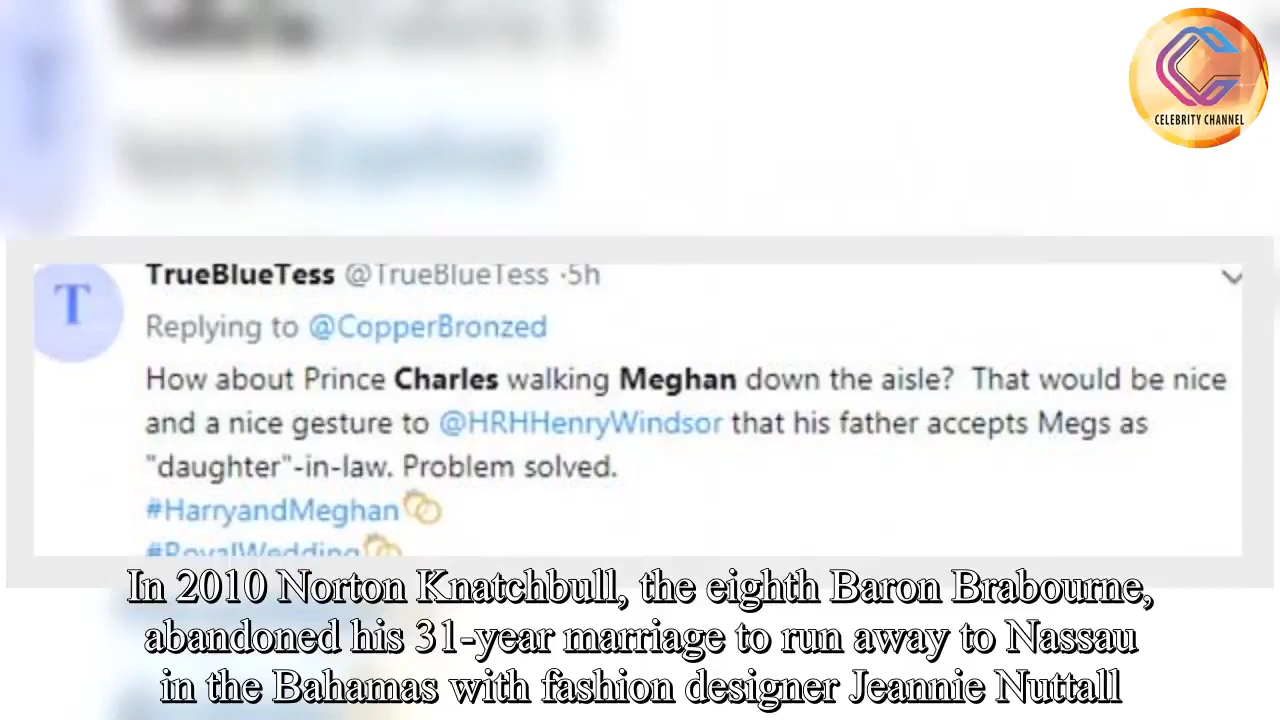 CELEBRITY CHANNEL
T
TrueBlueTess @TrueBlueTess ·5h
Replying to @CopperBronzed
How about Prince Charles walking Meghan down the aisle? That would be nice
and a nice gesture to @HRHHenryWindsor that his father accepts Megs as
"daughter"-in-law. Problem solved.
#HarryandMeghan
#RoyalWedding
In 2010 Norton Knatchbull, the eighth Baron Brabourne,
abandoned his 31-year marriage to run away to Nassau
in the Bahamas with fashion designer Jeannie Nuttall